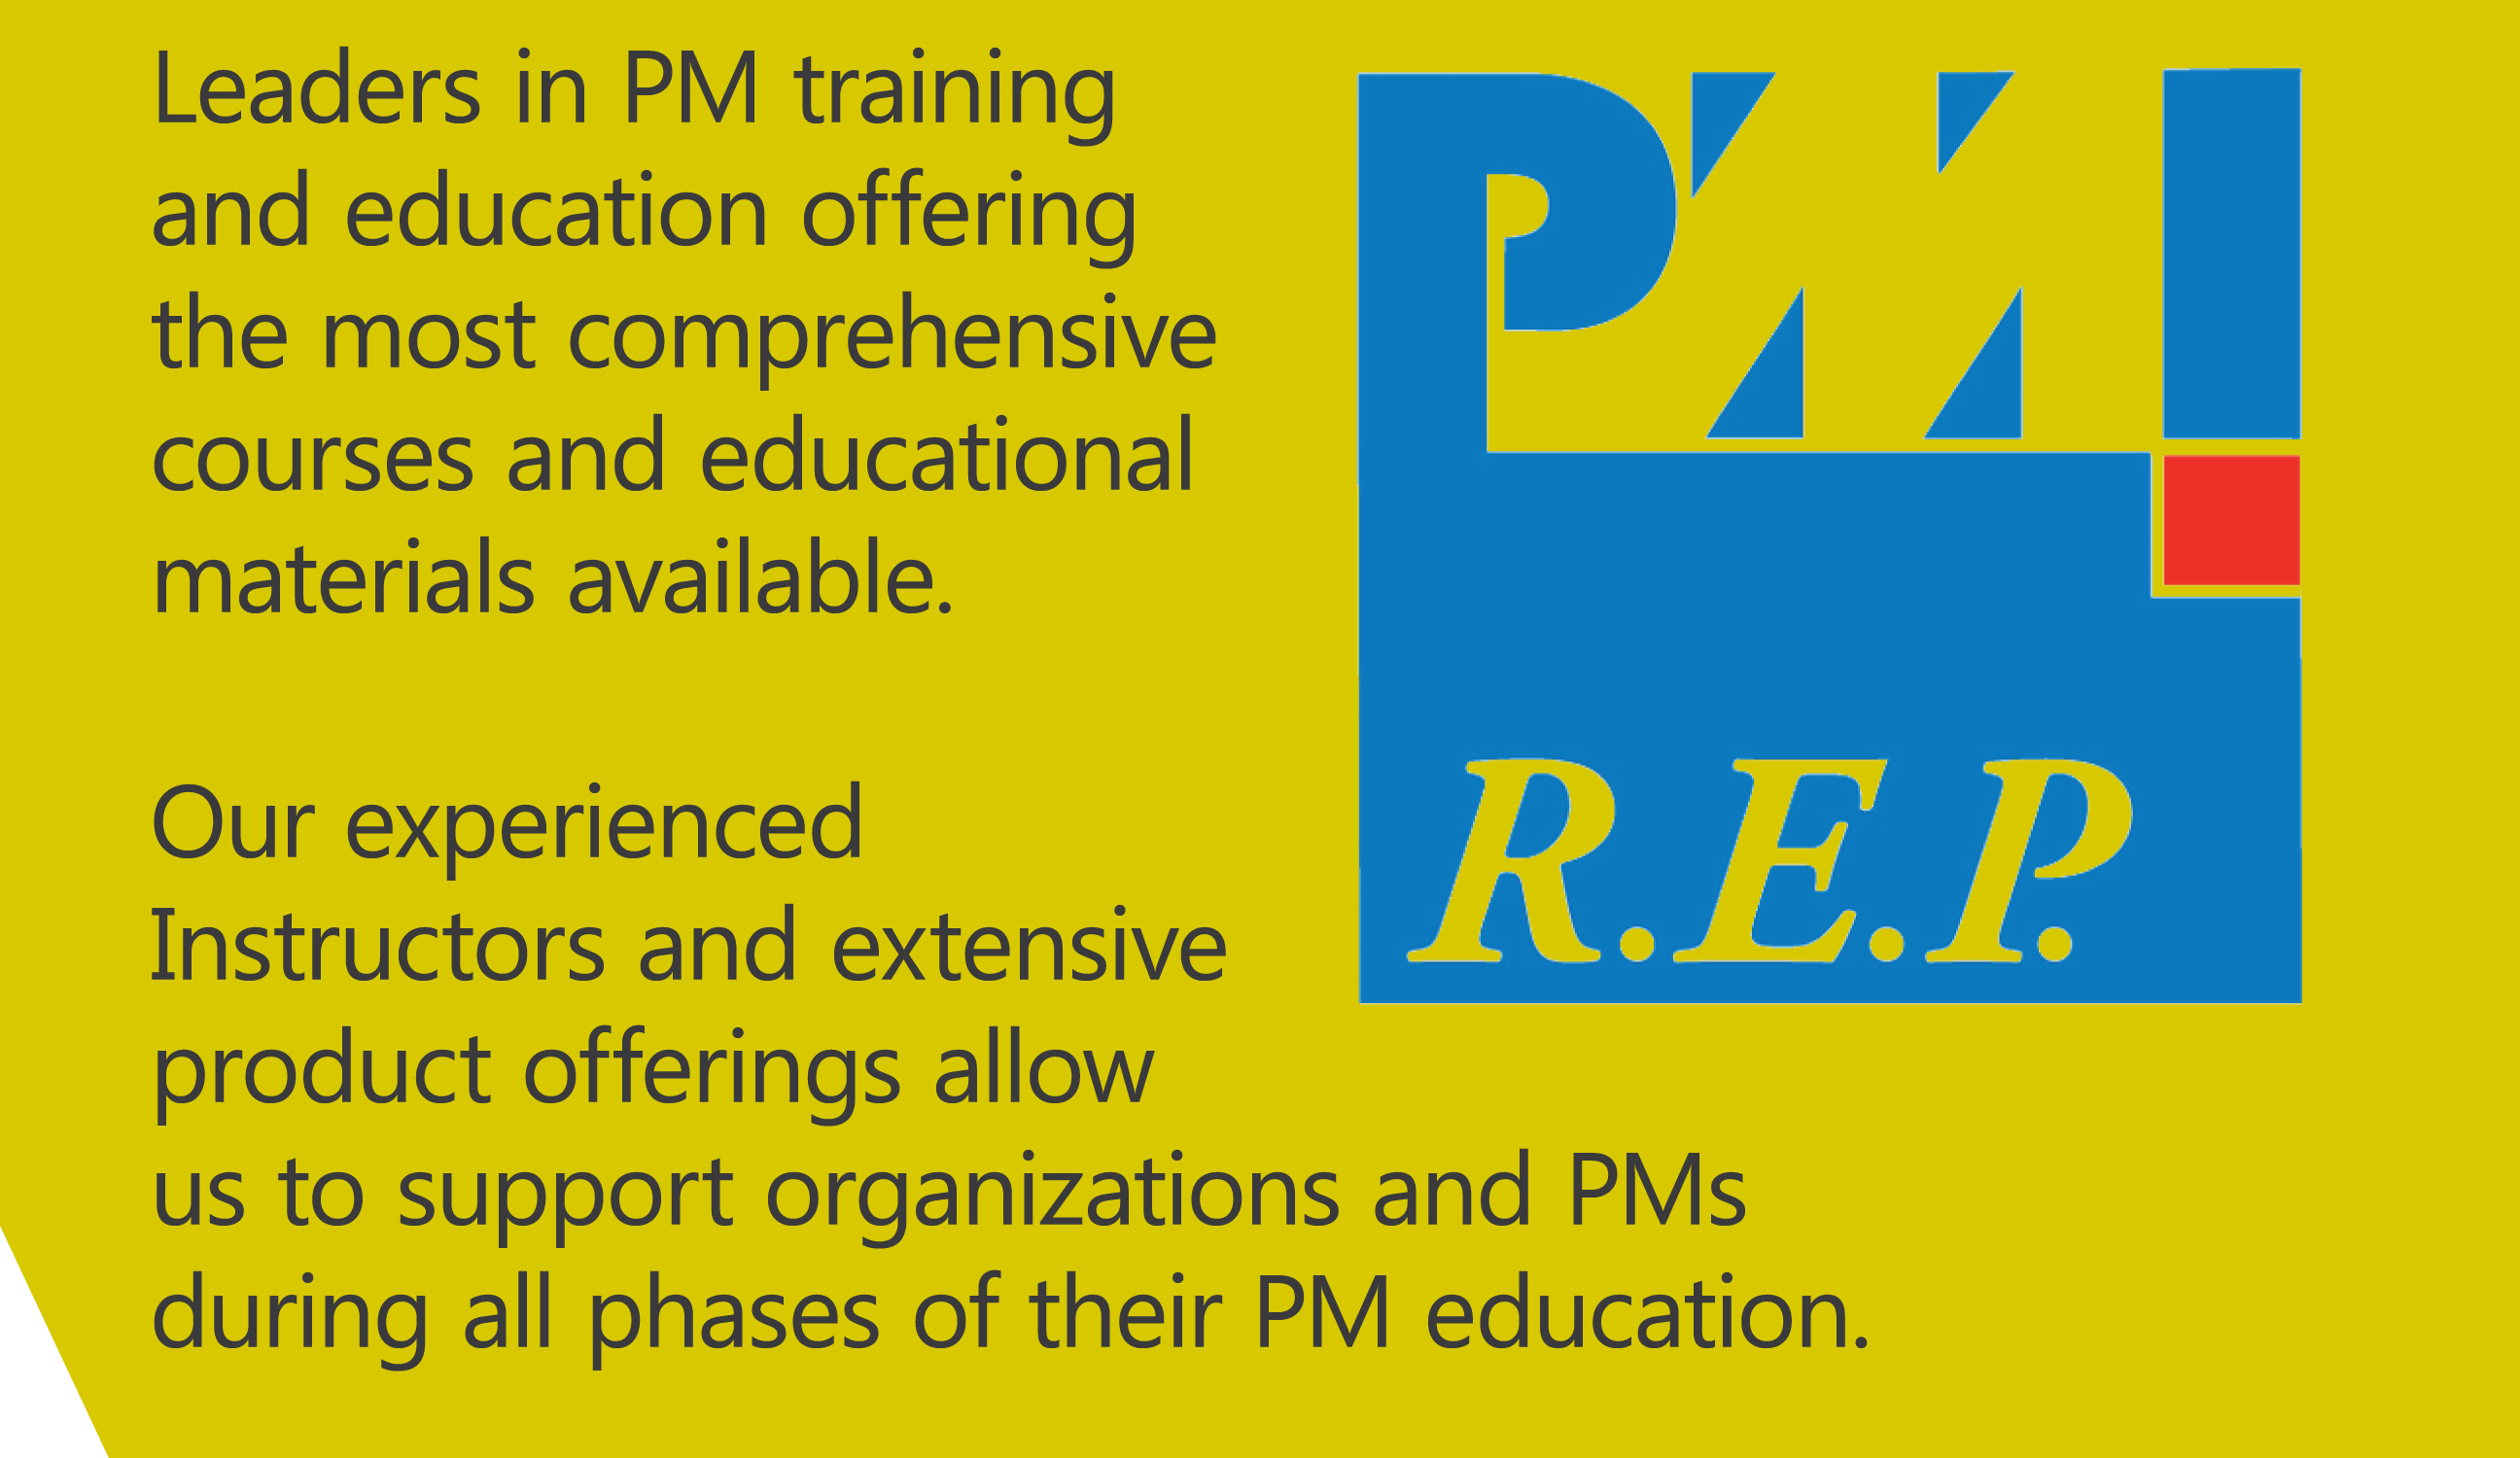 Leaders in PM training
and education offering
the most comprehensive
courses and educational
materials available.
Our experienced
Instructors and extensive
product offerings allow
us to support organizations and PMs
during all phases of their PM education.
PMI
R.E.P.